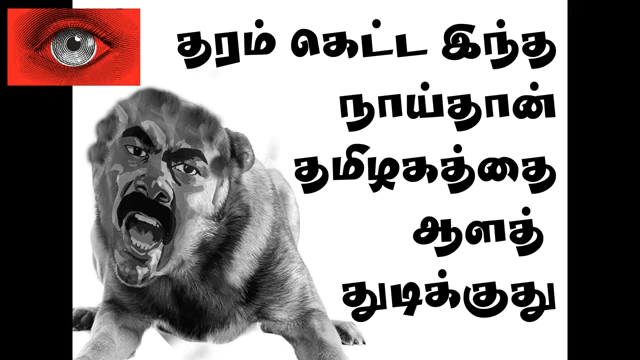 தரம் கெட்ட இந்த
நாய்தான்
தமிழகத்தை
ஆளத்
துடிக்குது